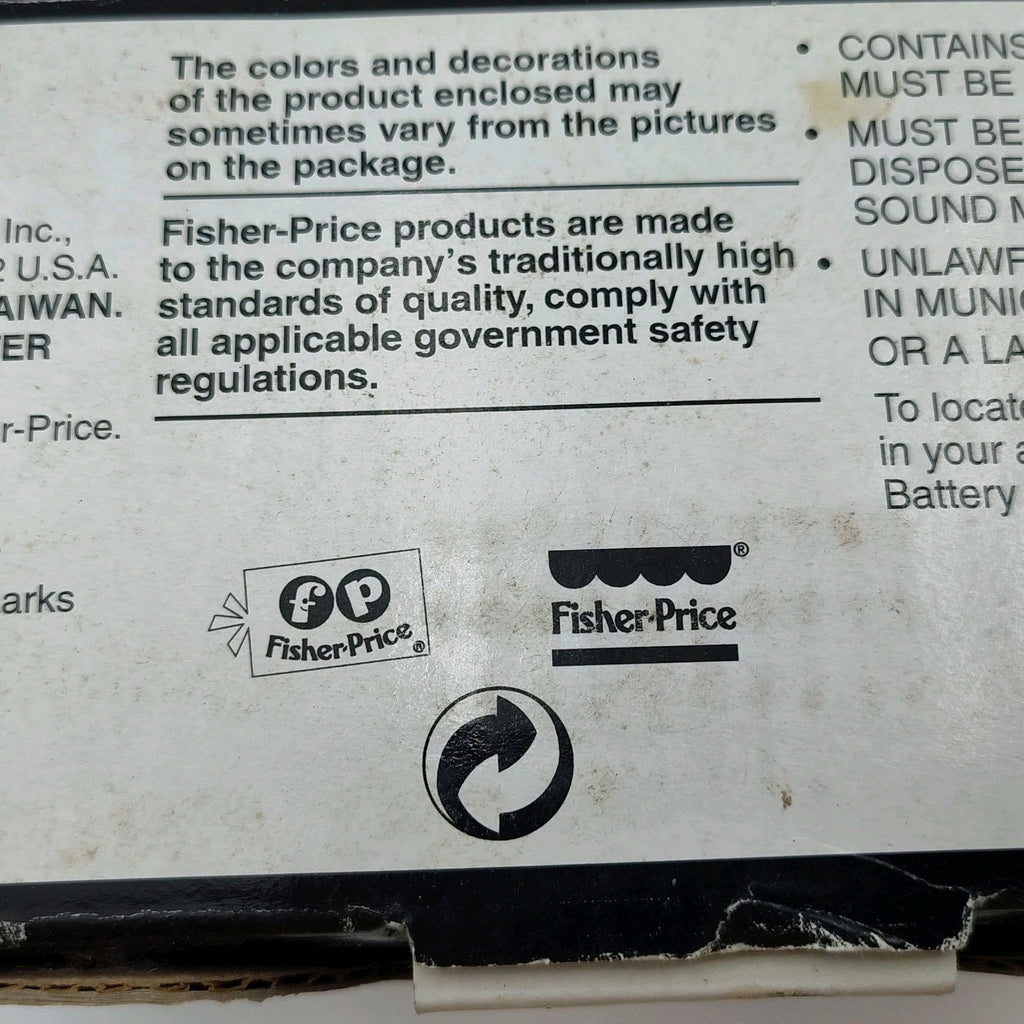 The colors and decorations
of the product enclosed may
sometimes vary from the pictures
on the package.
Fisher-Price products are made
to the company's traditionally high
standards of quality, comply with
all applicable government safety
regulations.
Inc.,
U.S.A.
AIWAN.
ER
r-Price.
arks
• CONTAINS
MUST BE
• MUST BE
DISPOSE
SOUND M
• UNLAWF
IN MUNIC
OR A LA
To locate
in your a
Battery
fp
Fisher-Price®
Fisher-Price®